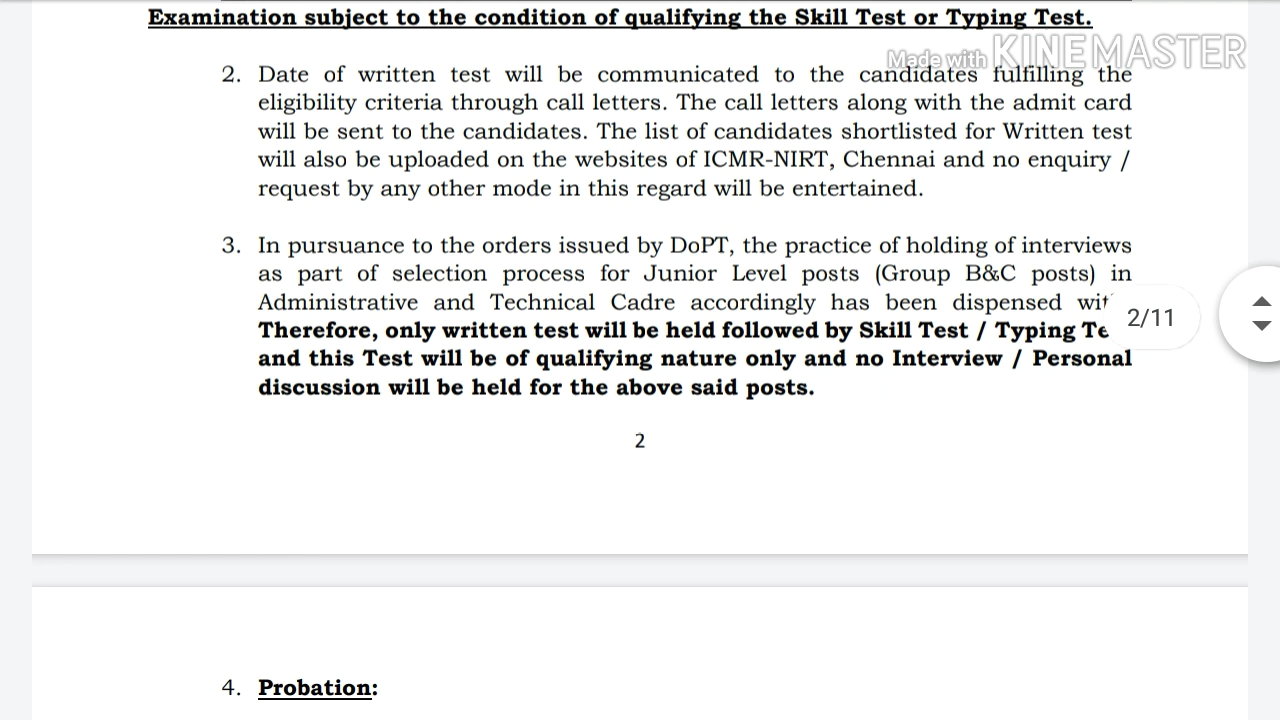 Examination subject to the condition of qualifying the Skill Test or Typing Test.
Made with KINEMASTER
2. Date of written test will be communicated to the candidates fulfilling the
eligibility criteria through call letters. The call letters along with the admit card
will be sent to the candidates. The list of candidates shortlisted for Written test
will also be uploaded on the websites of ICMR-NIRT, Chennai and no enquiry /
request by any other mode in this regard will be entertained.
3. In pursuance to the orders issued by DoPT, the practice of holding of interviews
as part of selection process for Junior Level posts (Group B&C posts) in
Administrative and Technical Cadre accordingly has been dispensed
2/11
Therefore, only written test will be held followed by Skill Test / Typing
and this Test will be of qualifying nature only and no Interview / Personal
discussion will be held for the above said posts.
2
4. Probation: